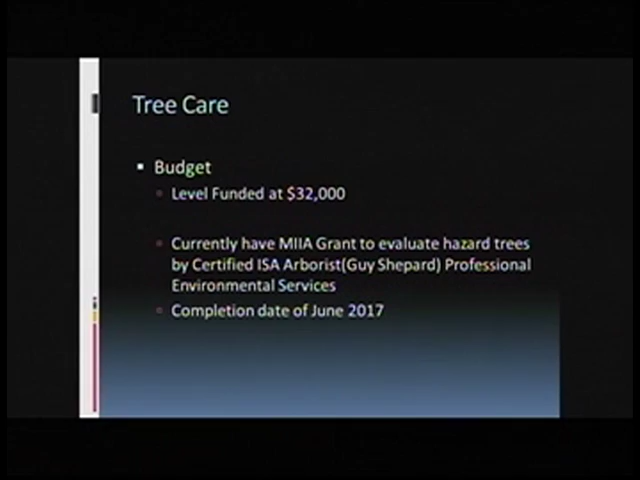 Tree Care
Budget
Level Funded at $32,000
Currently have MIIA Grant to evaluate hazard trees
by Certified ISA Arborist(Guy Shepard) Professional
Environmental Services
Completion date of June 2017